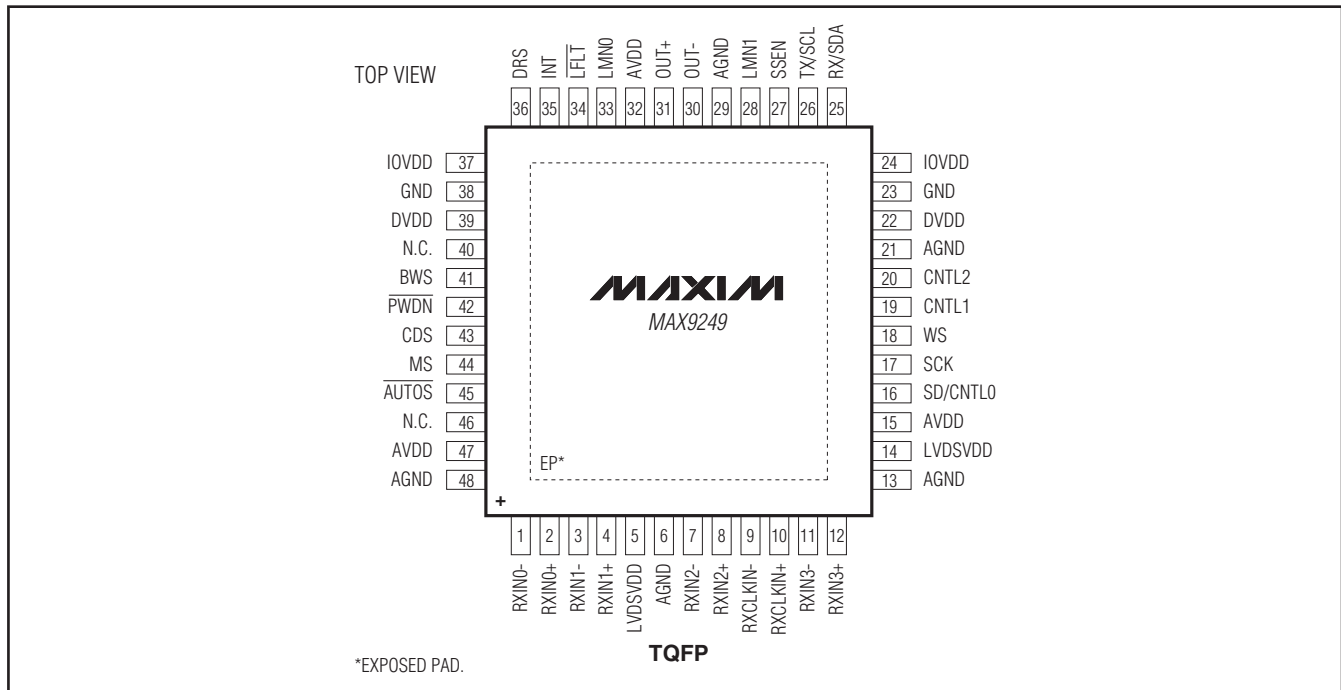 TOP VIEW
DRS INT LFLT LMN0 AVDD OUT+ OUT- AGND LMN1 SSEN TX/SCL RX/SDA
36 35 34 33 32 31 30 29 28 27 26 25
IOVDD 37 24 IOVDD
GND 38 23 GND
DVDD 39 22 DVDD
N.C. 40 21 AGND
BWS 41 20 CNTL2
PWDN 42 19 CNTL1
CDS 43 18 WS
MS 44 17 SCK
AUTOS 45 16 SD/CNTL0
N.C. 46 15 AVDD
AVDD 47 14 LVDSVDD
AGND 48 13 AGND
MAXIM
MAX9249
EP*
+
1 2 3 4 5 6 7 8 9 10 11 12
RXIN0- RXIN0+ RXIN1- RXIN1+ LVDSVDD AGND RXIN2- RXIN2+ RXCLKIN- RXCLKIN+ RXIN3- RXIN3+
TQFP
*EXPOSED PAD.